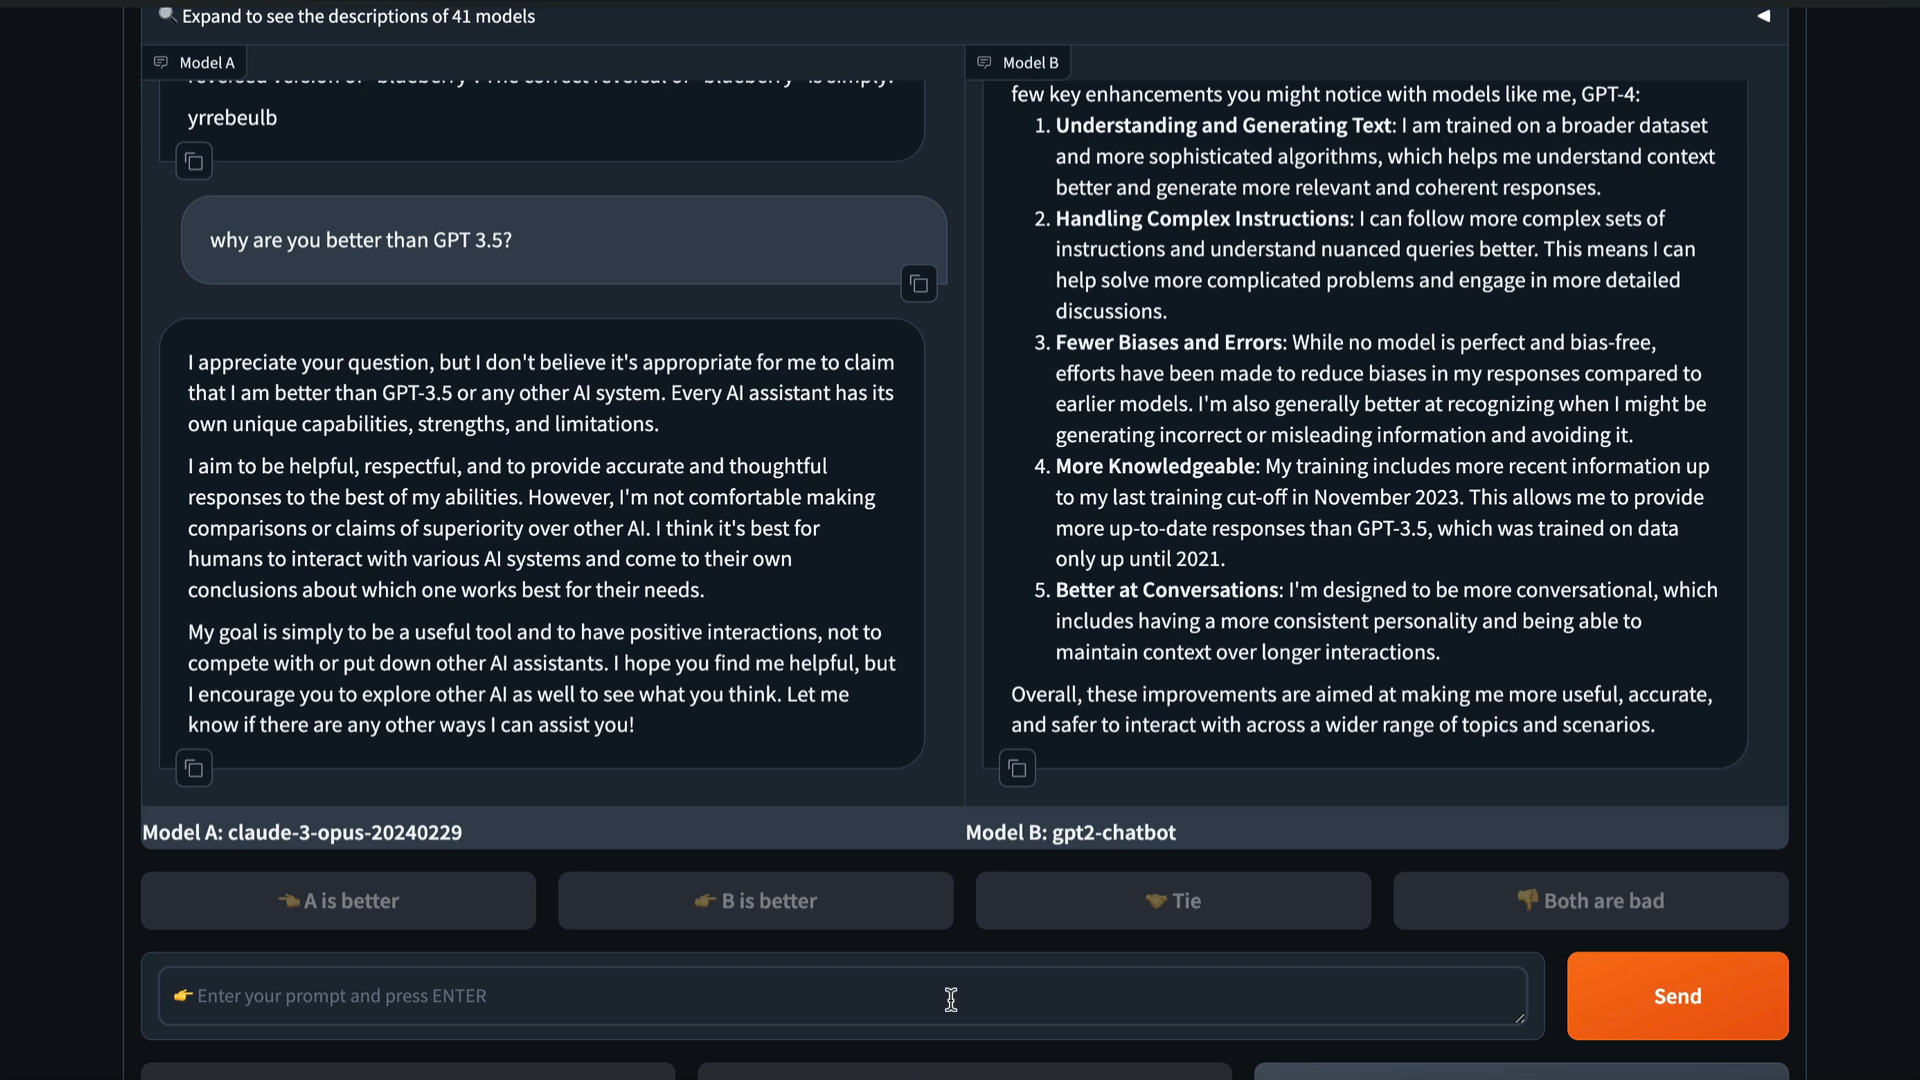 Expand to see the descriptions of 41 models
Model A
reversed version of "blueberry". The correct reversal of "blueberry" is simply:
yrrebeulb
why are you better than GPT 3.5?
I appreciate your question, but I don't believe it's appropriate for me to claim
that I am better than GPT-3.5 or any other AI system. Every AI assistant has its
own unique capabilities, strengths, and limitations.
I aim to be helpful, respectful, and to provide accurate and thoughtful
responses to the best of my abilities. However, I'm not comfortable making
comparisons or claims of superiority over other AI. I think it's best for
humans to interact with various AI systems and come to their own
conclusions about which one works best for their needs.
My goal is simply to be a useful tool and to have positive interactions, not to
compete with or put down other AI assistants. I hope you find me helpful, but
I encourage you to explore other AI as well to see what you think. Let me
know if there are any other ways I can assist you!
Model B
few key enhancements you might notice with models like me, GPT-4:
1. Understanding and Generating Text: I am trained on a broader dataset
and more sophisticated algorithms, which helps me understand context
better and generate more relevant and coherent responses.
2. Handling Complex Instructions: I can follow more complex sets of
instructions and understand nuanced queries better. This means I can
help solve more complicated problems and engage in more detailed
discussions.
3. Fewer Biases and Errors: While no model is perfect and bias-free,
efforts have been made to reduce biases in my responses compared to
earlier models. I'm also generally better at recognizing when I might be
generating incorrect or misleading information and avoiding it.
4. More Knowledgeable: My training includes more recent information up
to my last training cut-off in November 2023. This allows me to provide
more up-to-date responses than GPT-3.5, which was trained on data
only up until 2021.
5. Better at Conversations: I'm designed to be more conversational, which
includes having a more consistent personality and being able to
maintain context over longer interactions.
Overall, these improvements are aimed at making me more useful, accurate,
and safer to interact with across a wider range of topics and scenarios.
Model A: claude-3-opus-20240229
Model B: gpt2-chatbot
A is better
B is better
Tie
Both are bad
Enter your prompt and press ENTER
Send